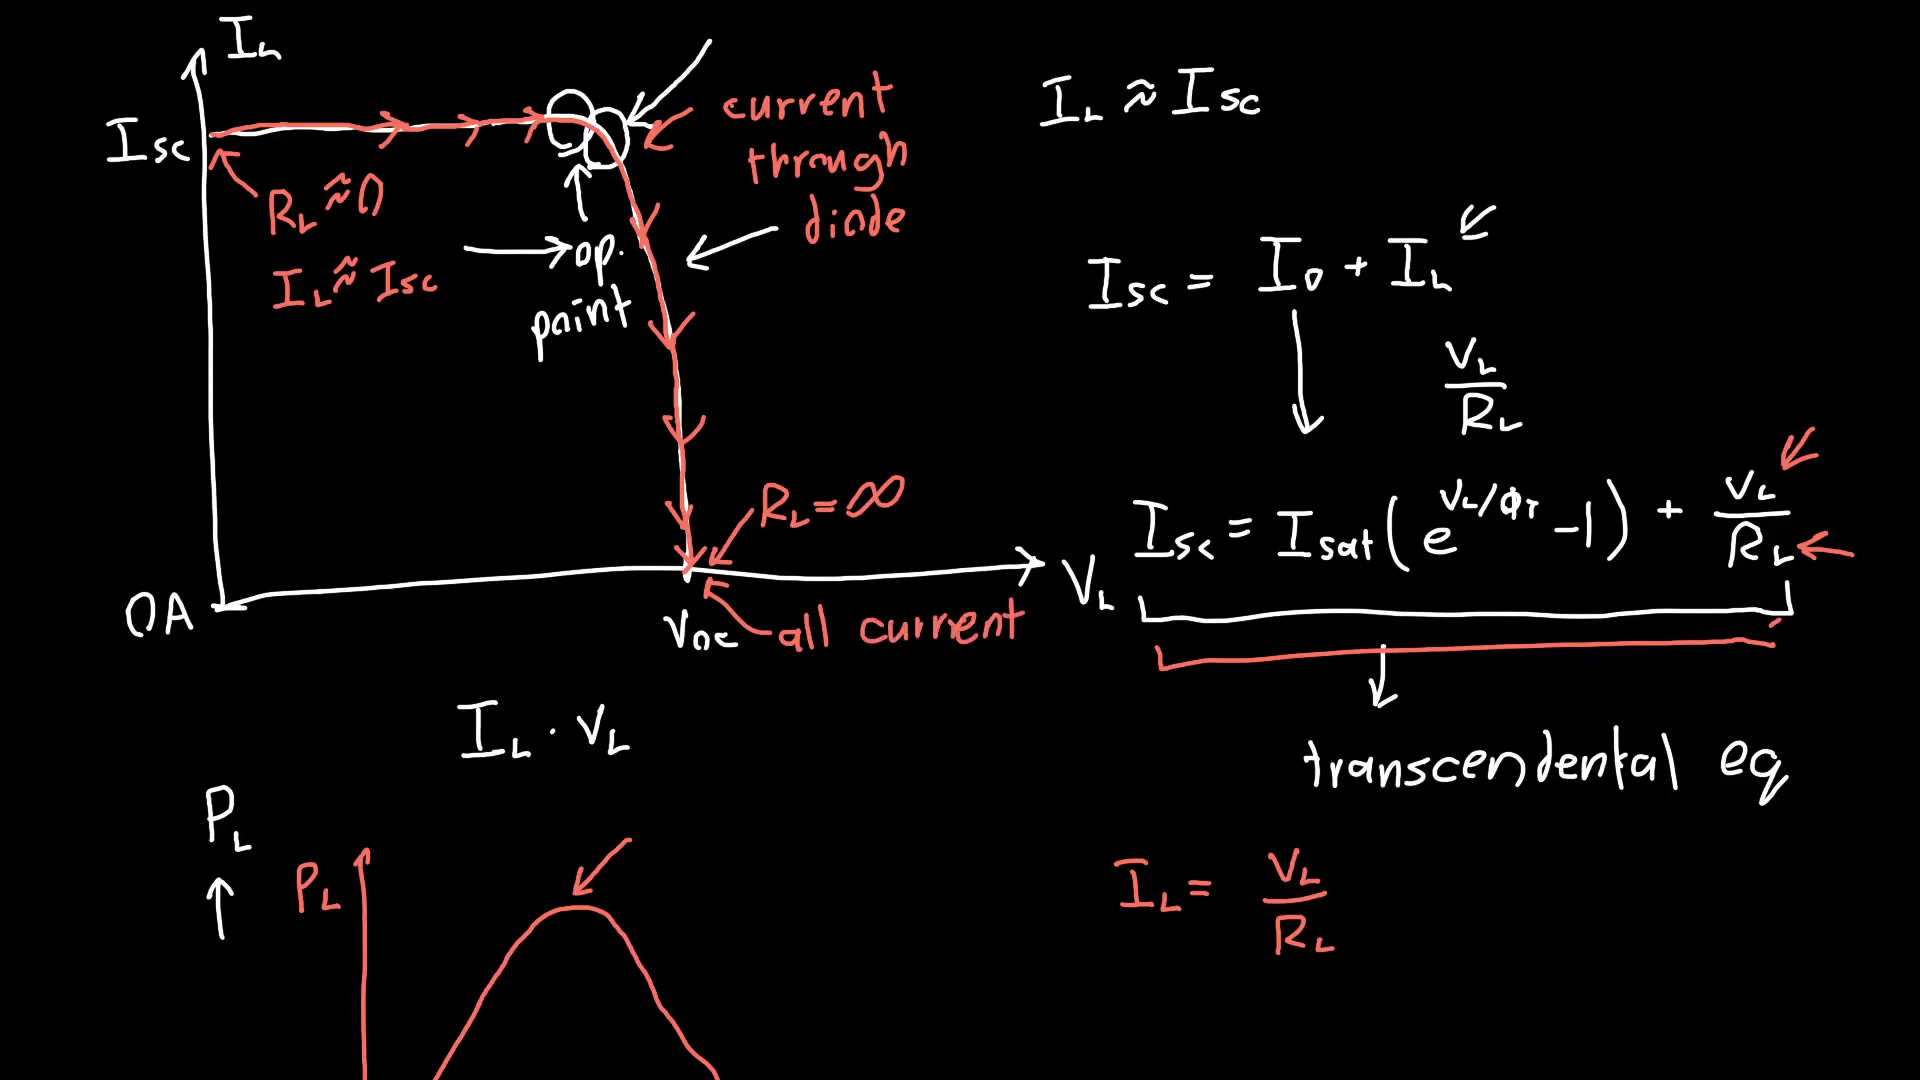 I_L
I_sc
R_L ≈ 0
I_L ≈ I_sc
op.
point
current
through
diode
R_L = ∞
OA
V_oc
all current
V_L
I_L · V_L
P_L
P_L
I_L ≈ I_sc
I_sc = I_D + I_L
V_L / R_L
I_sc = I_sat ( e^{V_L/ϕ_T} - 1 ) + V_L / R_L
transcendental eq
I_L = V_L / R_L